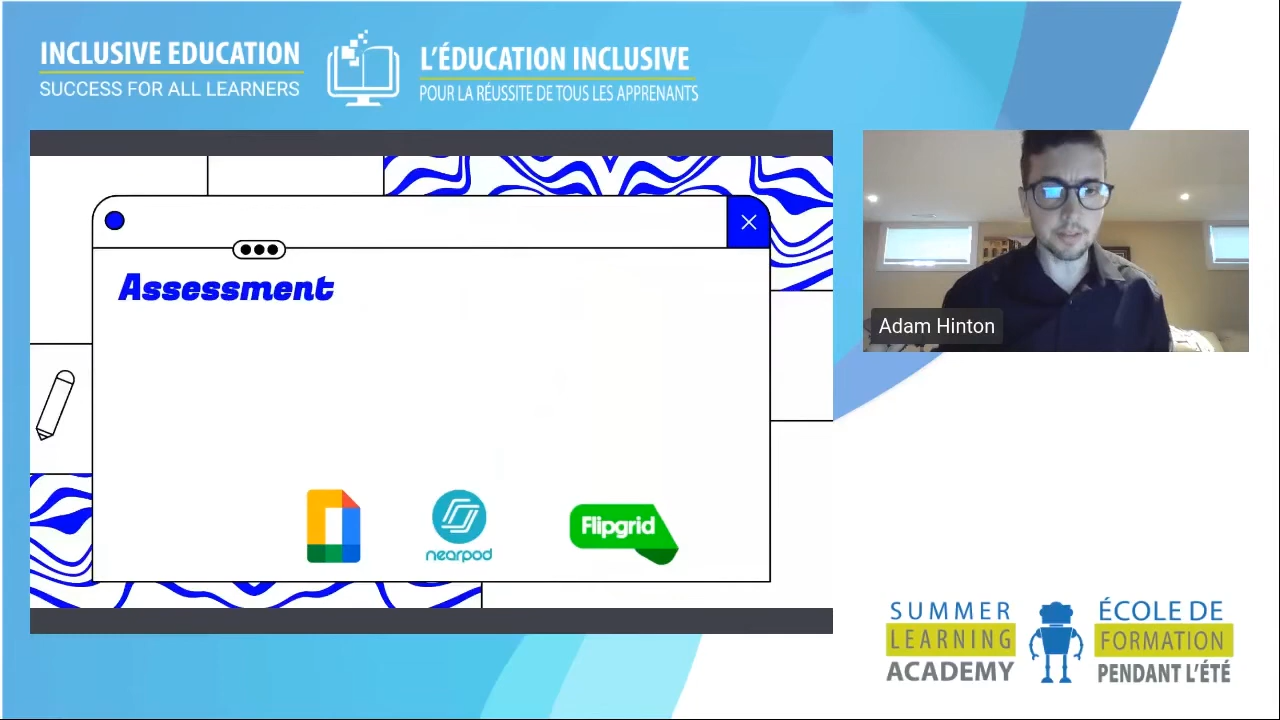 INCLUSIVE EDUCATION
SUCCESS FOR ALL LEARNERS
L'ÉDUCATION INCLUSIVE
POUR LA RÉUSSITE DE TOUS LES APPRENANTS
Assessment
nearpod
Flipgrid
Adam Hinton
SUMMER
LEARNING
ACADEMY
ÉCOLE DE
FORMATION
PENDANT L'ÉTÉ